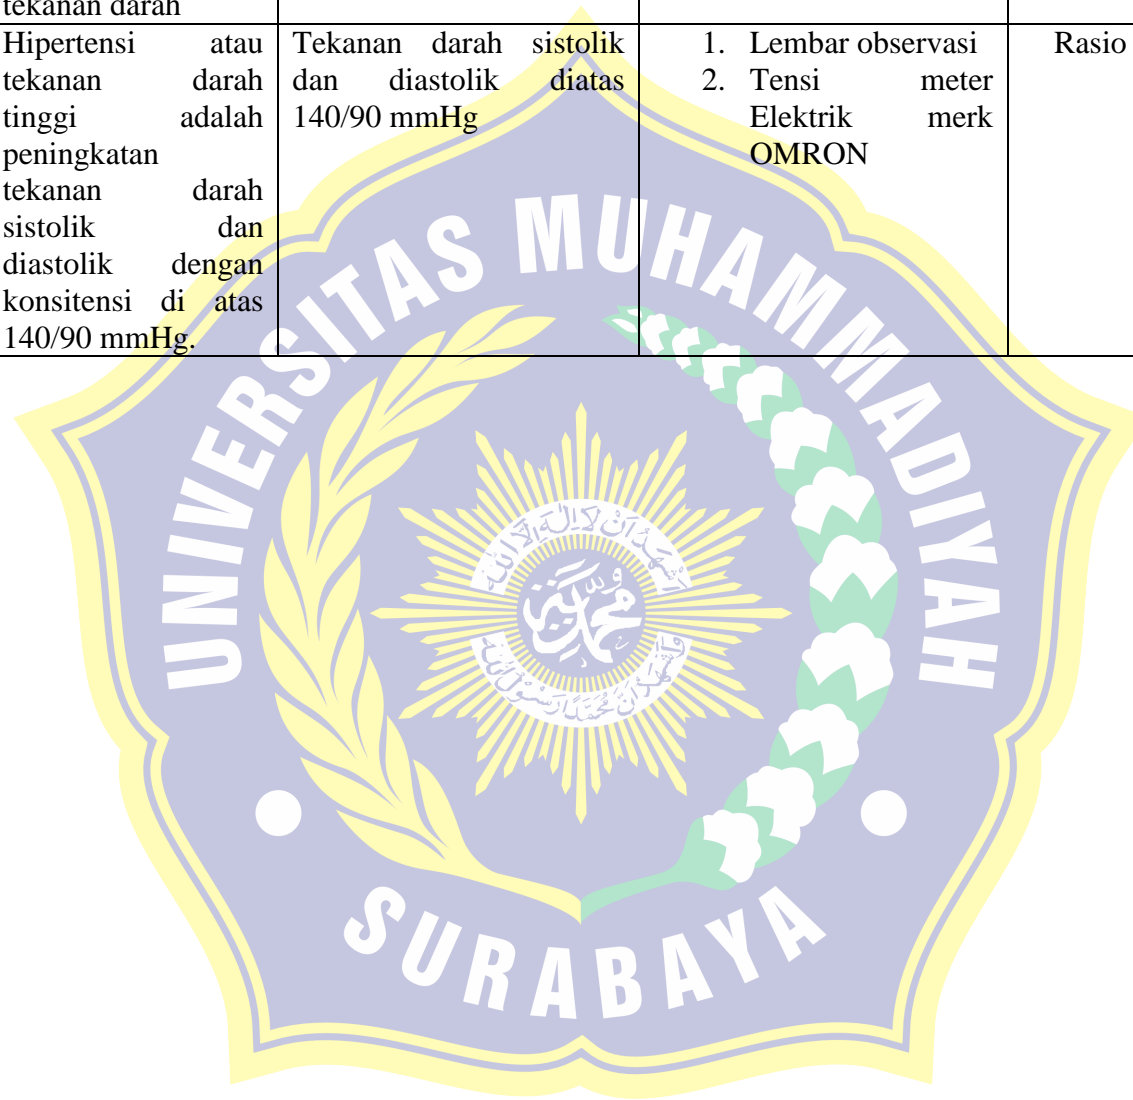 tekanan darah
Hipertensi atau
tekanan darah
tinggi adalah
peningkatan
tekanan darah
sistolik dan
diastolik dengan
konsitensi di atas
140/90 mmHg.
Tekanan darah sistolik
dan diastolik diatas
140/90 mmHg
1. Lembar observasi
2. Tensi meter
Elektrik merk
OMRON
Rasio
UNIVERSITAS MUHAMMADIYAH
SURABAYA